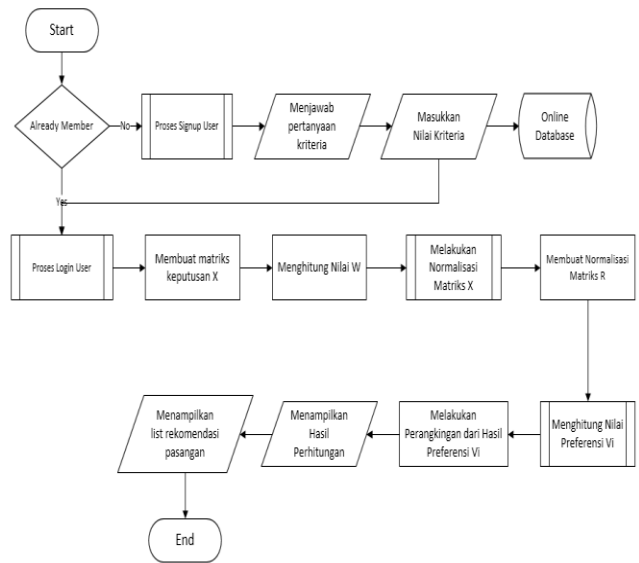 Start
Already Member
No
Proses Signup User
Menjawab
pertanyaan
kriteria
Masukkan
Nilai Kriteria
Online
Database
Yes
Proses Login User
Membuat matriks
keputusan X
Menghitung Nilai W
Melakukan
Normalisasi
Matriks X
Membuat Normalisasi
Matriks R
Menampilkan
list rekomendasi
pasangan
Menampilkan
Hasil
Perhitungan
Melakukan
Perangkingan dari Hasil
Preferensi Vi
Menghitung Nilai
Preferensi Vi
End